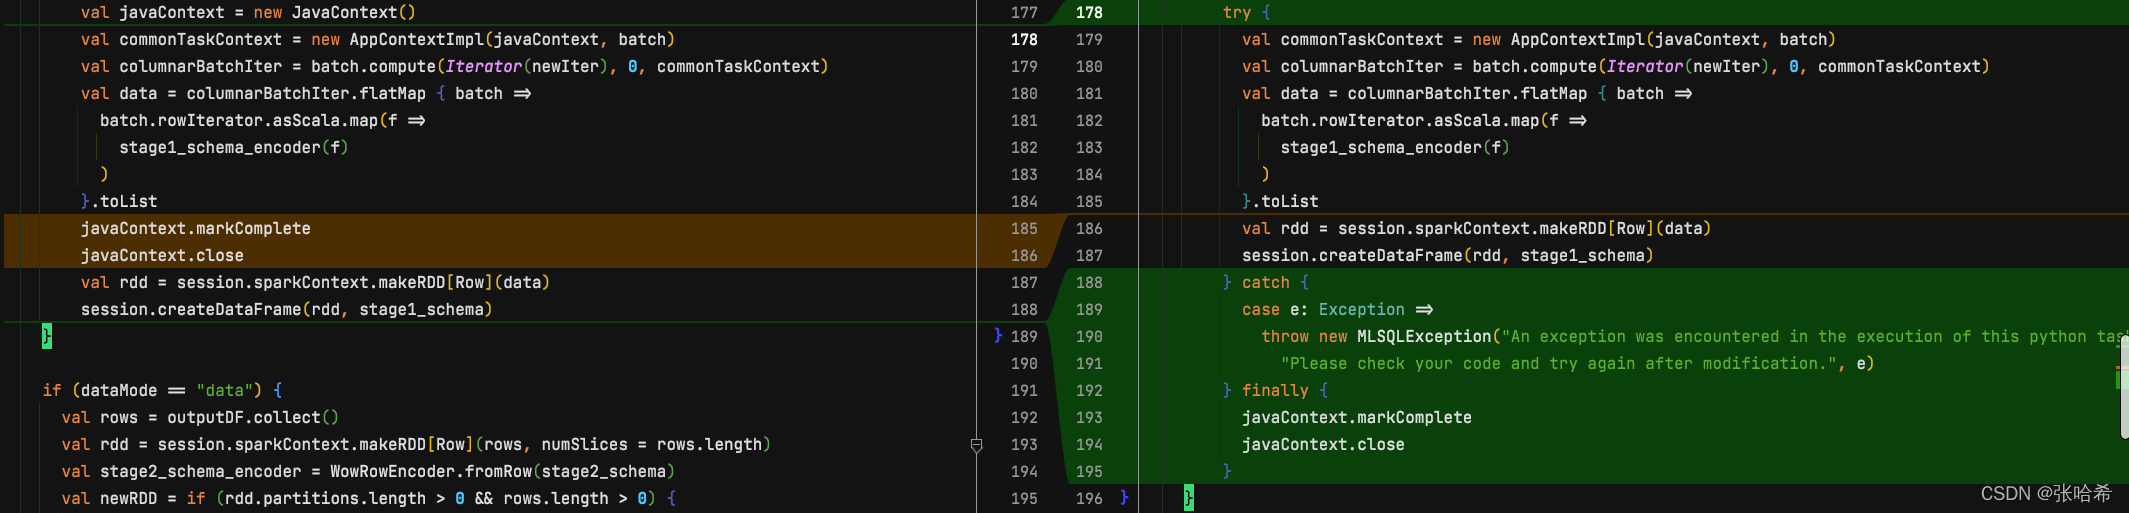 val javaContext = new JavaContext()
val commonTaskContext = new AppContextImpl(javaContext, batch)
val columnarBatchIter = batch.compute(Iterator(newIter), 0, commonTaskContext)
val data = columnarBatchIter.flatMap { batch =>
batch.rowIterator.asScala.map(f =>
stage1_schema_encoder(f)
)
}.toList
javaContext.markComplete
javaContext.close
val rdd = session.sparkContext.makeRDD[Row](data)
session.createDataFrame(rdd, stage1_schema)
}
if (dataMode == "data") {
val rows = outputDF.collect()
val rdd = session.sparkContext.makeRDD[Row](rows, numSlices = rows.length)
val stage2_schema_encoder = WowRowEncoder.fromRow(stage2_schema)
val newRDD = if (rdd.partitions.length > 0 && rows.length > 0) {
177 178
178 179
179 180
180 181
181 182
182 183
183 184
184 185
185 186
186 187
187 188
188 189
} 189 190
190 191
191 192
192 193
193 194
194 195
195 196 }
try {
val commonTaskContext = new AppContextImpl(javaContext, batch)
val columnarBatchIter = batch.compute(Iterator(newIter), 0, commonTaskContext)
val data = columnarBatchIter.flatMap { batch =>
batch.rowIterator.asScala.map(f =>
stage1_schema_encoder(f)
)
}.toList
val rdd = session.sparkContext.makeRDD[Row](data)
session.createDataFrame(rdd, stage1_schema)
} catch {
case e: Exception =>
throw new MLSQLException("An exception was encountered in the execution of this python
"Please check your code and try again after modification.", e)
} finally {
javaContext.markComplete
javaContext.close
}
}
CSDN @张哈希